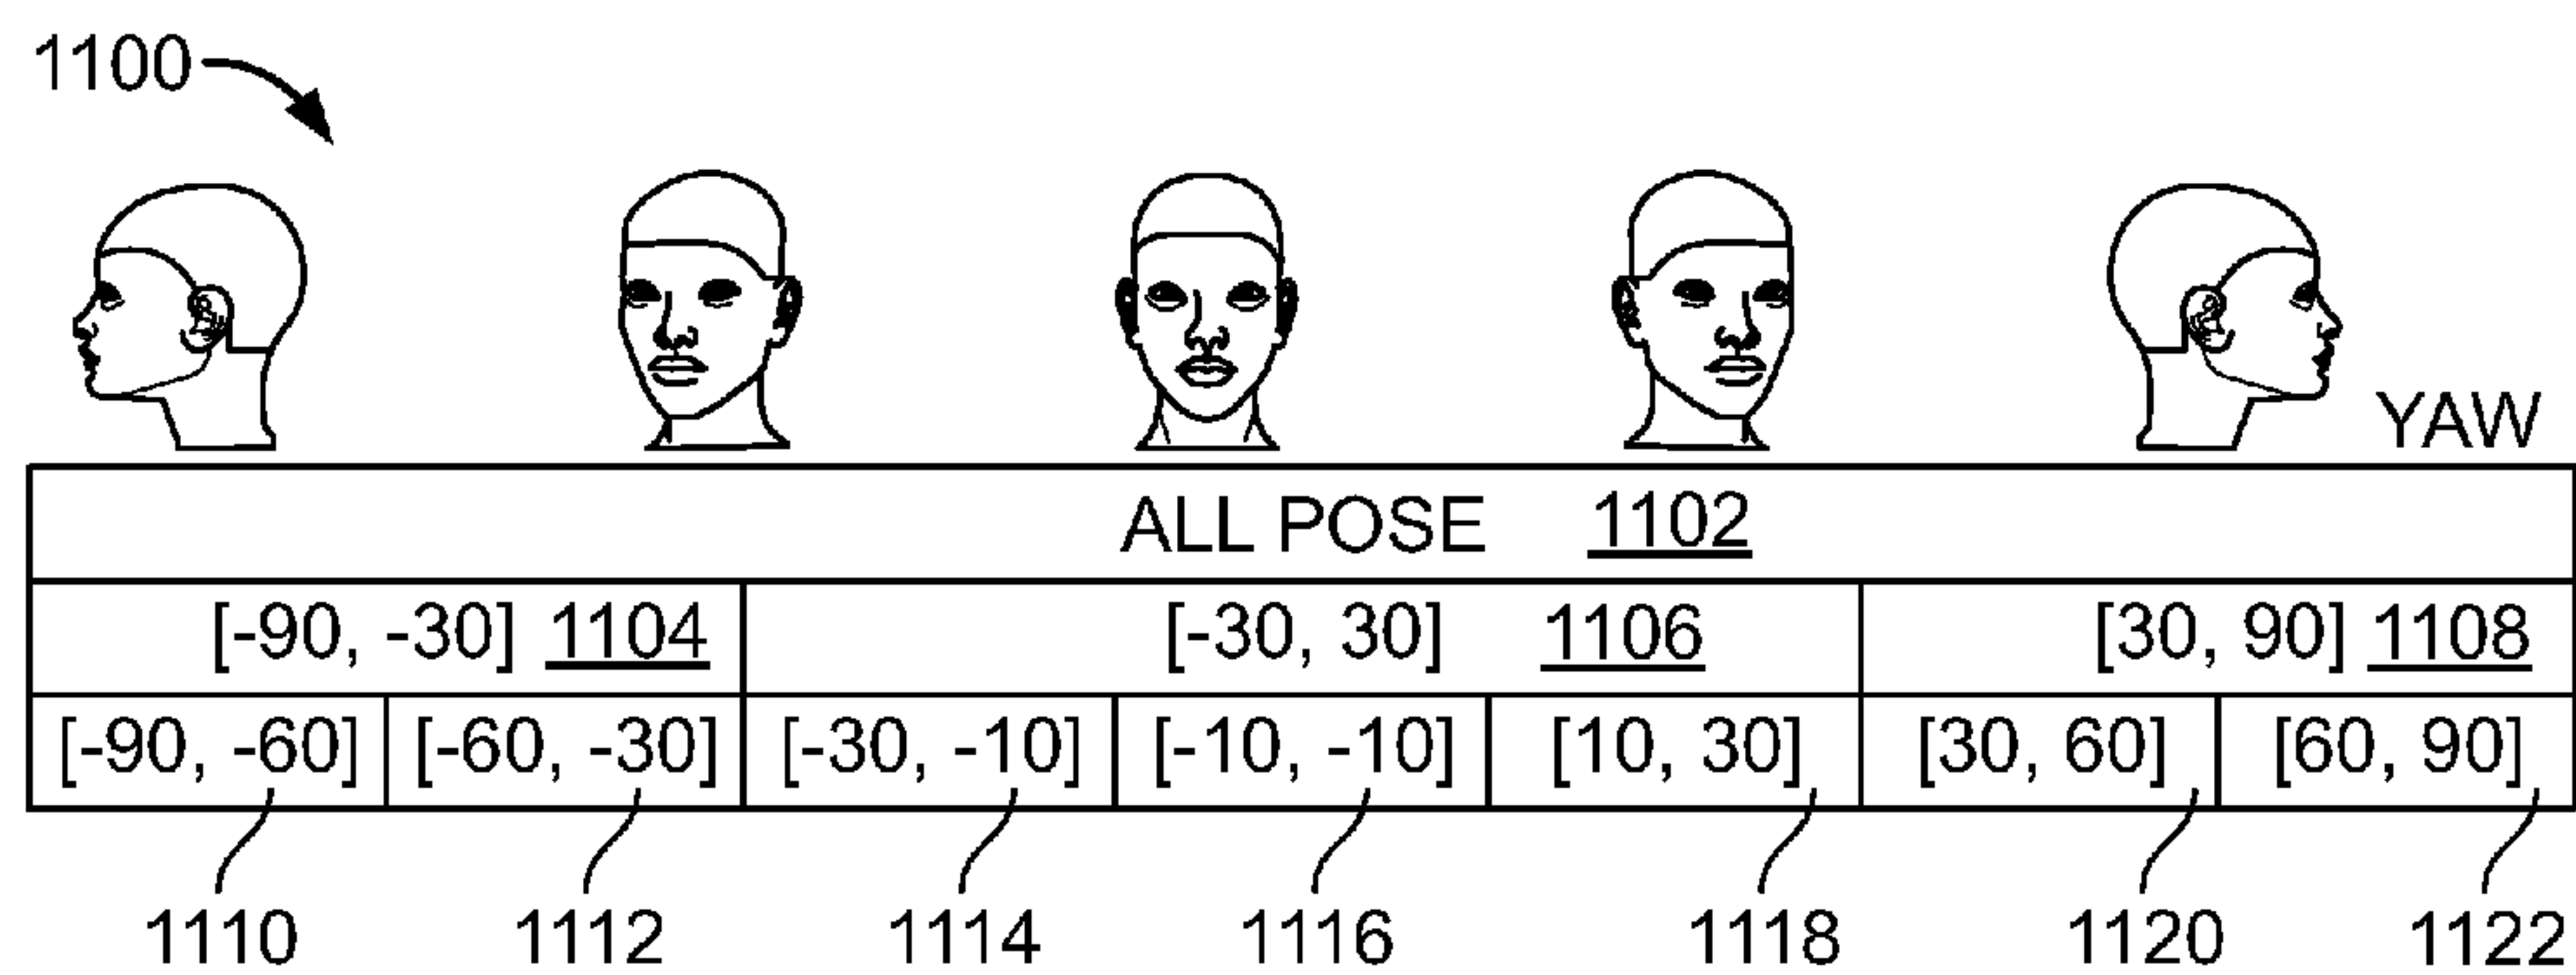 1100
YAW
ALL POSE 1102
[-90, -30] 1104 [-30, 30] 1106 [30, 90] 1108
[-90, -60] [-60, -30] [-30, -10] [-10, -10] [10, 30] [30, 60] [60, 90]
1110 1112 1114 1116 1118 1120 1122